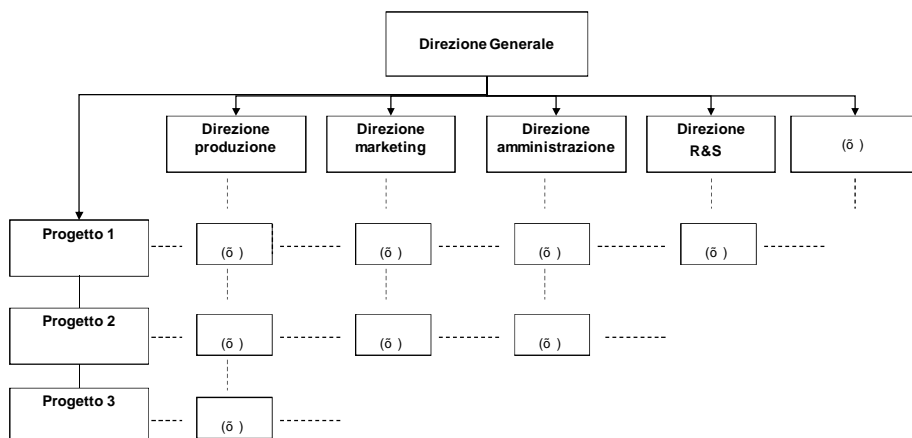 Direzione Generale
Direzione
produzione
Direzione
marketing
Direzione
amministrazione
Direzione
R&S
(õ )
Progetto 1
(õ )
(õ )
(õ )
(õ )
Progetto 2
(õ )
(õ )
(õ )
Progetto 3
(õ )